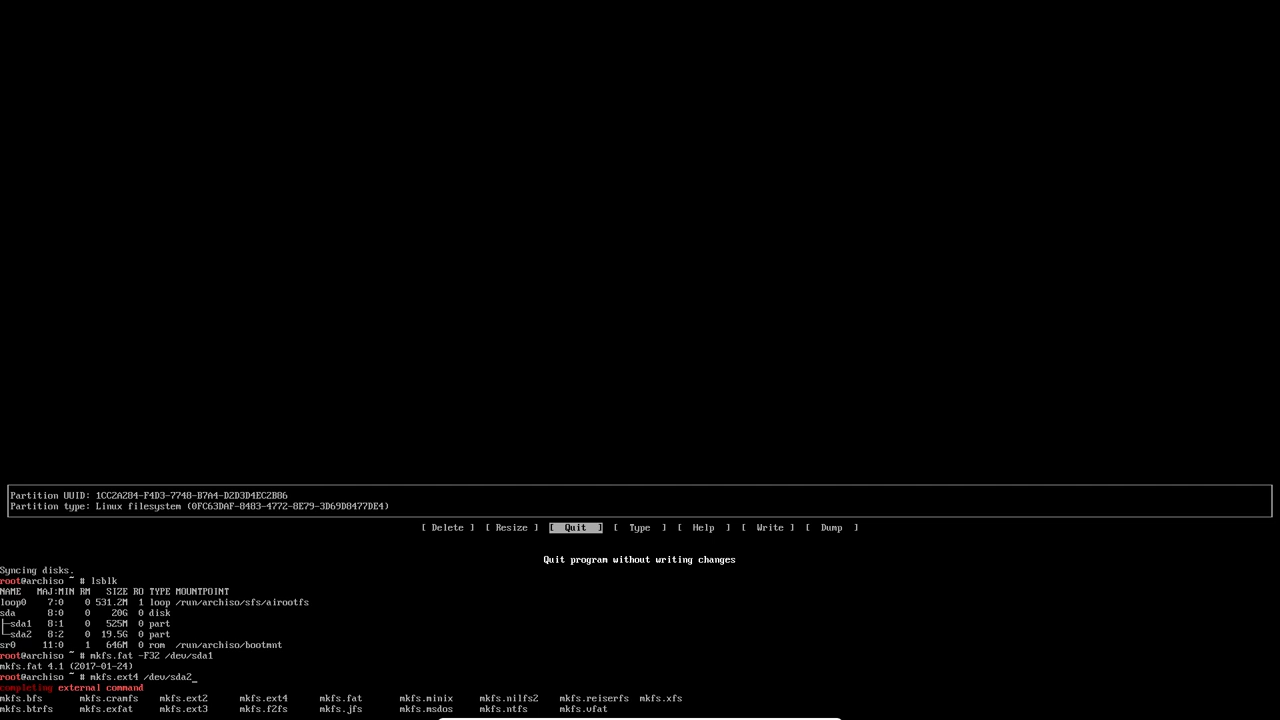 Partition UUID: 1CC2A284-F4D3-7748-B7A4-D2D3D4EC2B86
Partition type: Linux filesystem (0FC63DAF-8483-4772-8E79-3D69D8477DE4)
[ Delete ] [ Resize ] [ Quit ] [ Type ] [ Help ] [ Write ] [ Dump ]
Quit program without writing changes
Syncing disks.
root@archiso ~ # lsblk
NAME MAJ:MIN RM SIZE RO TYPE MOUNTPOINT
loop0 7:0 0 531.2M 1 loop /run/archiso/sfs/airootfs
sda 8:0 0 20G 0 disk
├─sda1 8:1 0 525M 0 part
└─sda2 8:2 0 19.5G 0 part
sr0 11:0 1 646M 0 rom /run/archiso/bootmnt
root@archiso ~ # mkfs.fat -F32 /dev/sda1
mkfs.fat 4.1 (2017-01-24)
root@archiso ~ # mkfs.ext4 /dev/sda2_
completing external command
mkfs.bfs mkfs.cramfs mkfs.ext2 mkfs.ext4 mkfs.fat mkfs.minix mkfs.nilfs2 mkfs.reiserfs mkfs.xfs
mkfs.btrfs mkfs.exfat mkfs.ext3 mkfs.f2fs mkfs.jfs mkfs.msdos mkfs.ntfs mkfs.vfat